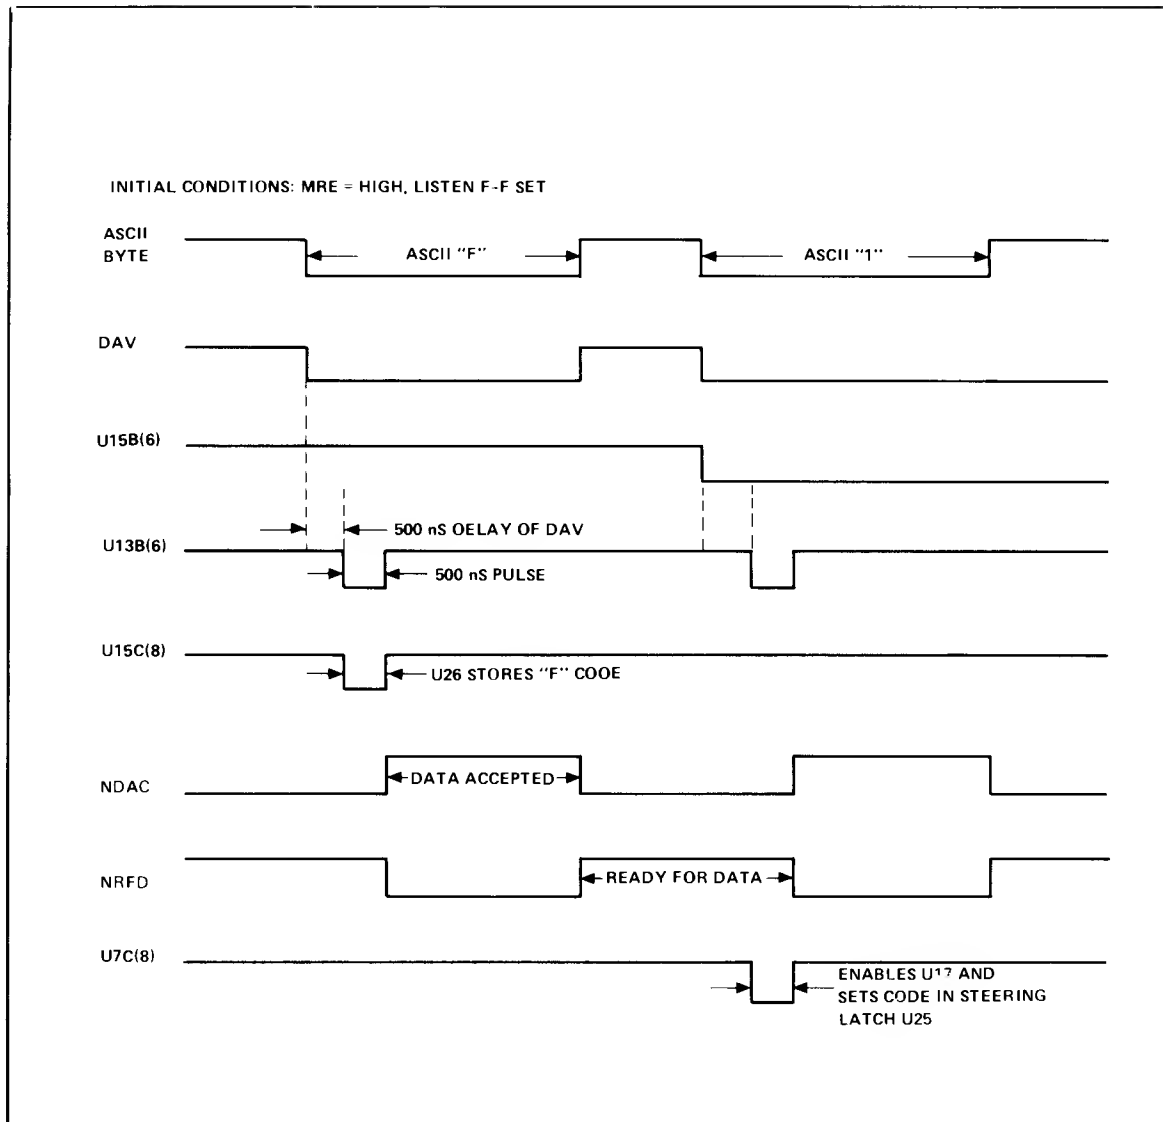 INITIAL CONDITIONS: MRE = HIGH, LISTEN F-F SET
ASCII
BYTE
ASCII "F"
ASCII "1"
DAV
U15B(6)
500 nS OELAY OF DAV
U13B(6)
500 nS PULSE
U15C(8)
U26 STORES "F" COOE
NDAC
DATA ACCEPTED
NRFD
READY FOR DATA
U7C(8)
ENABLES U17 AND
SETS CODE IN STEERING
LATCH U25